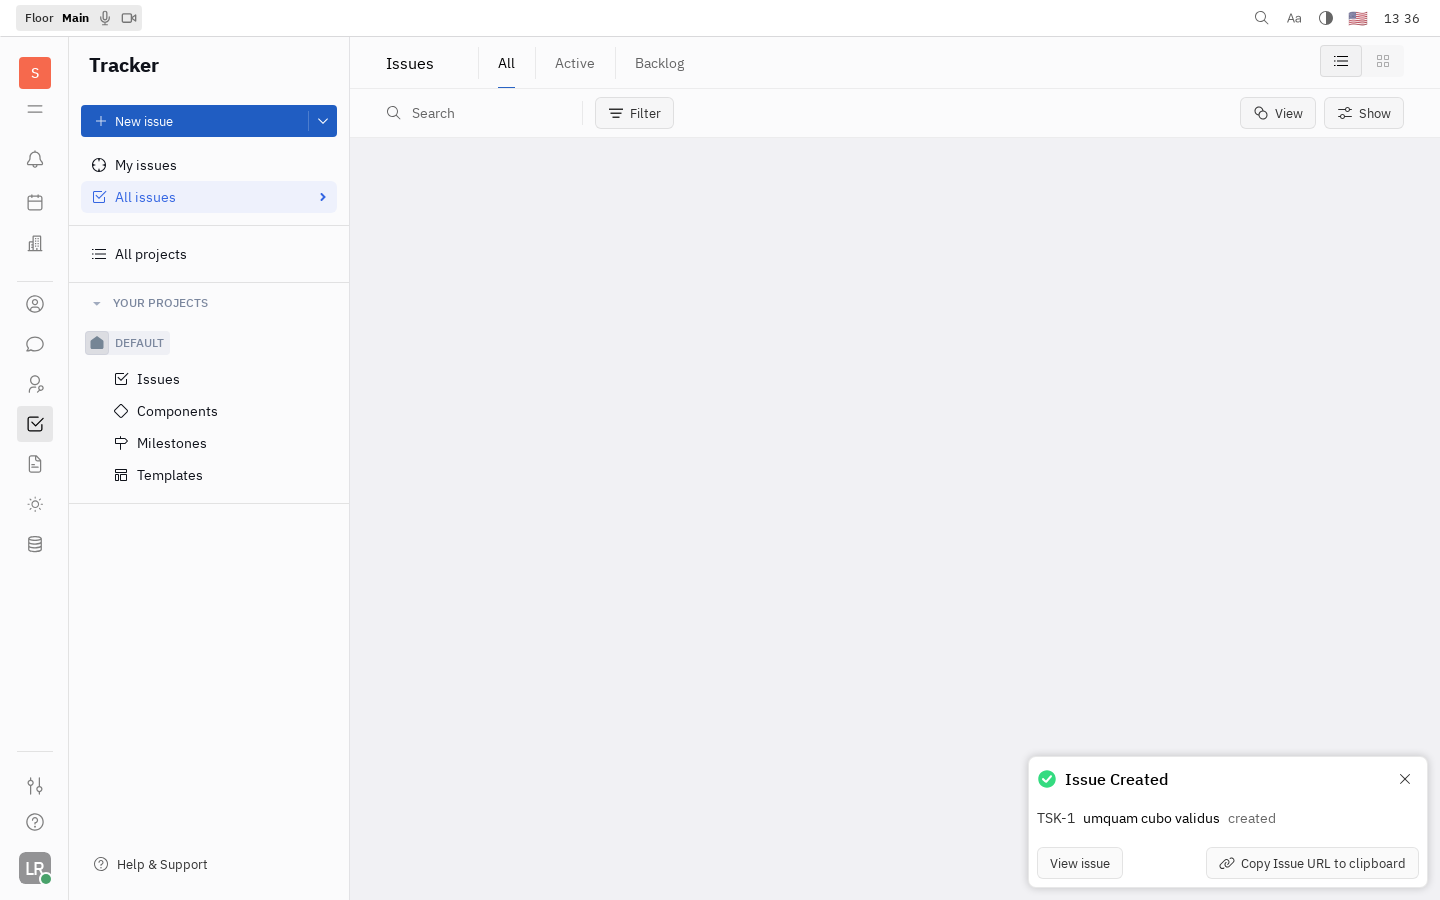 Floor Main
Aa
13 36
S
Tracker
New issue
My issues
All issues
All projects
YOUR PROJECTS
DEFAULT
Issues
Components
Milestones
Templates
Help & Support
LR
Issues
All
Active
Backlog
Search
Filter
View
Show
Issue Created
TSK-1 umquam cubo validus created
View issue
Copy Issue URL to clipboard